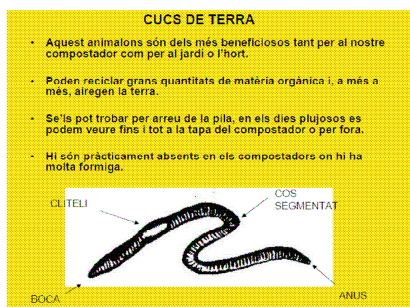 CUCS DE TERRA
• Aquest animalons són dels més beneficiosos tant per al nostre
compostador com per al jardí o l'hort.
• Poden reciclar grans quantitats de matèria orgànica i, a més a
més, airegen la terra.
• Se'ls pot trobar per arreu de la pila, en els dies plujosos es
podem veure fins i tot a la tapa del compostador o per fora.
• Hi són pràcticament absents en els compostadors on hi ha
molta formiga.
CLITEL·LI
COS
SEGMENTAT
BOCA
ANUS